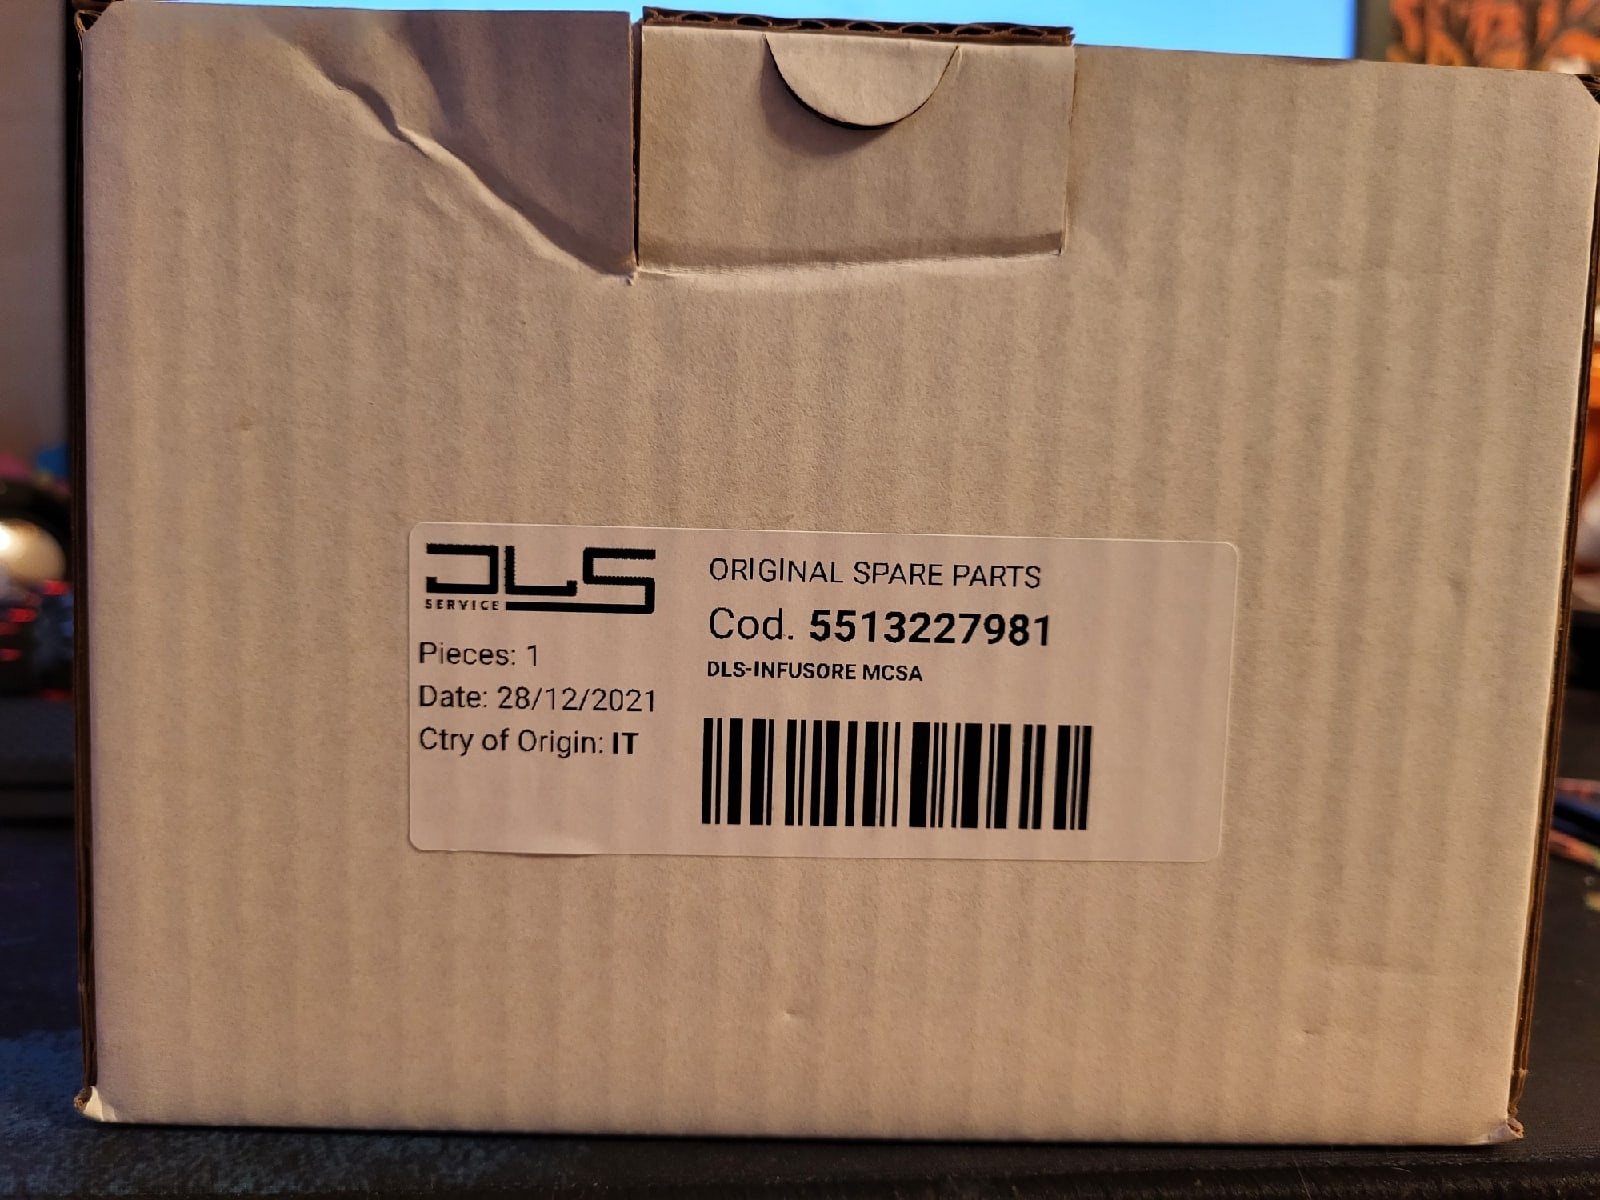 DLS
SERVICE
Pieces: 1
Date: 28/12/2021
Ctry of Origin: IT
ORIGINAL SPARE PARTS
Cod. 5513227981
DLS-INFUSORE MCSA